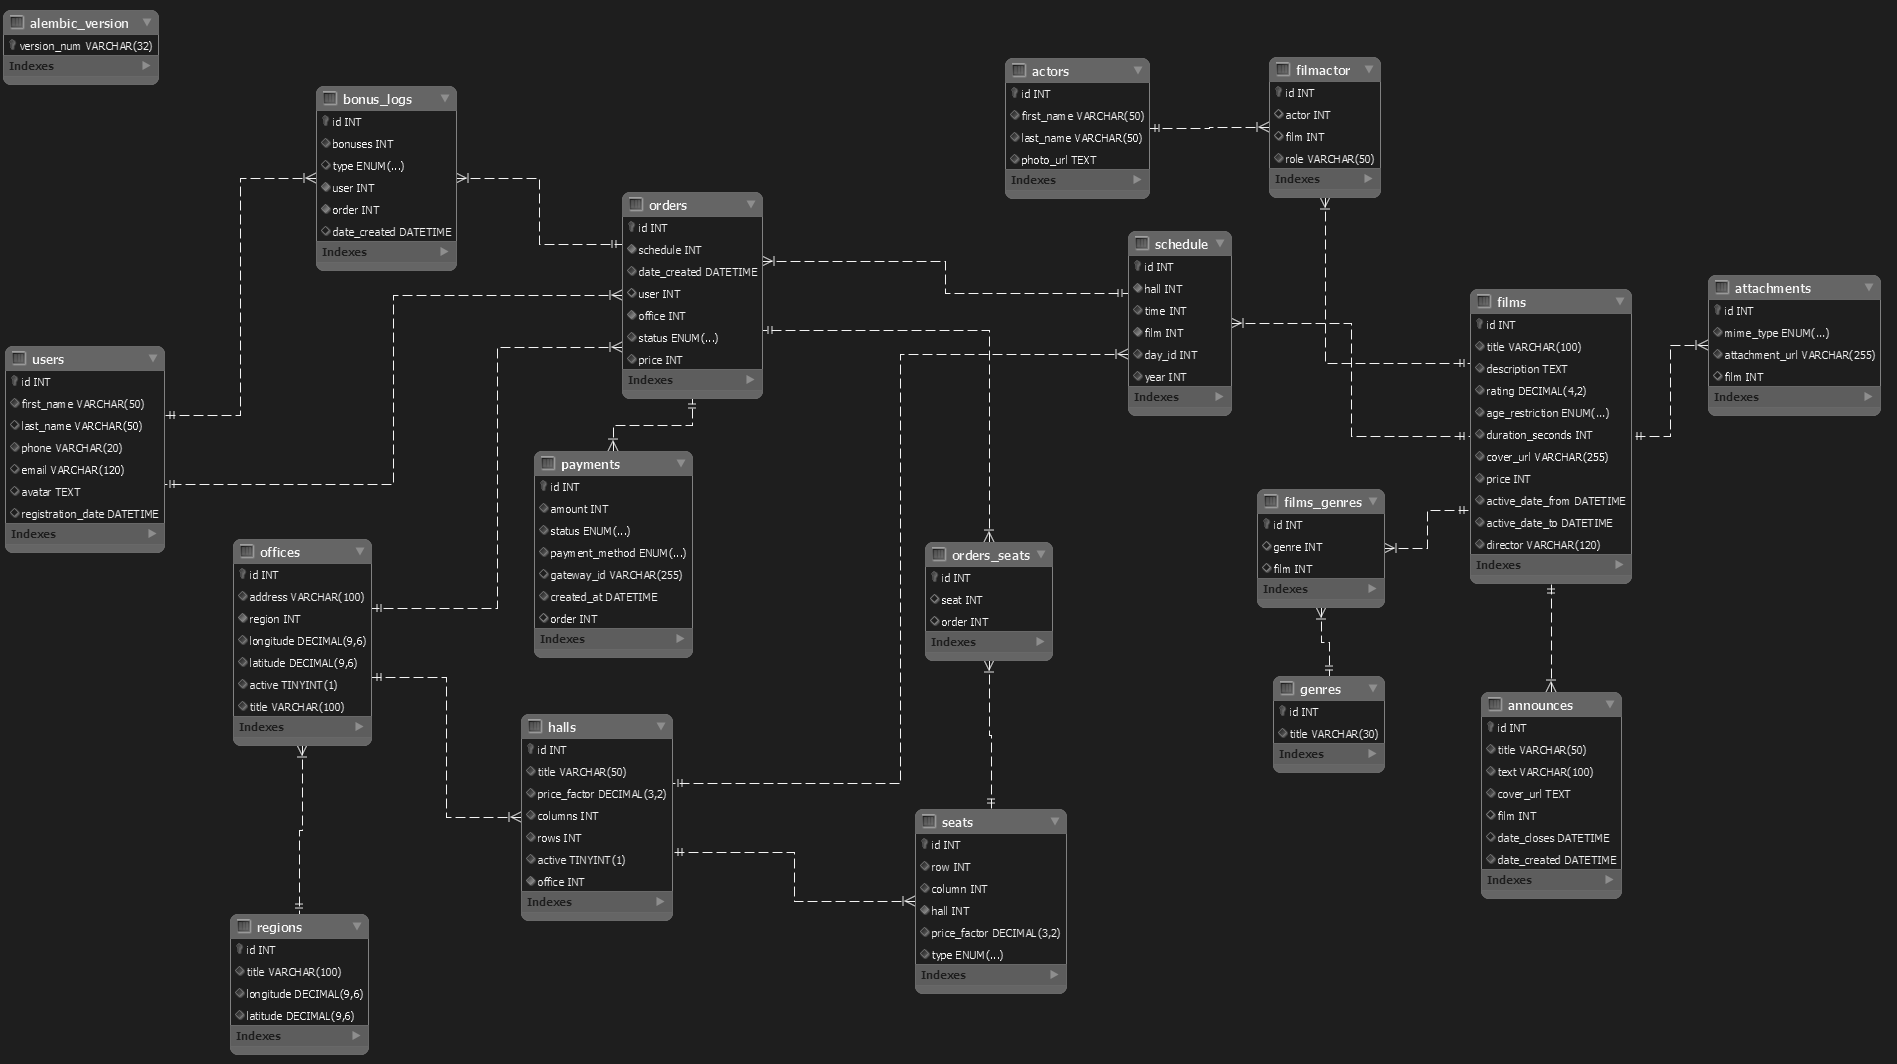 alembic_version
version_num VARCHAR(32)
Indexes
bonus_logs
id INT
bonuses INT
type ENUM(...)
user INT
order INT
date_created DATETIME
Indexes
actors
id INT
first_name VARCHAR(50)
last_name VARCHAR(50)
photo_url TEXT
Indexes
filmactor
id INT
actor INT
film INT
role VARCHAR(50)
Indexes
orders
id INT
schedule INT
date_created DATETIME
user INT
office INT
status ENUM(...)
price INT
Indexes
schedule
id INT
hall INT
time INT
film INT
day_id INT
year INT
Indexes
films
id INT
title VARCHAR(100)
description TEXT
rating DECIMAL(4,2)
age_restriction ENUM(...)
duration_seconds INT
cover_url VARCHAR(255)
price INT
active_date_from DATETIME
active_date_to DATETIME
director VARCHAR(120)
Indexes
attachments
id INT
mime_type ENUM(...)
attachment_url VARCHAR(255)
film INT
Indexes
users
id INT
first_name VARCHAR(50)
last_name VARCHAR(50)
phone VARCHAR(20)
email VARCHAR(120)
avatar TEXT
registration_date DATETIME
Indexes
payments
id INT
amount INT
status ENUM(...)
payment_method ENUM(...)
gateway_id VARCHAR(255)
created_at DATETIME
order INT
Indexes
films_genres
id INT
genre INT
film INT
Indexes
offices
id INT
address VARCHAR(100)
region INT
longitude DECIMAL(9,6)
latitude DECIMAL(9,6)
active TINYINT(1)
title VARCHAR(100)
Indexes
orders_seats
id INT
seat INT
order INT
Indexes
genres
id INT
title VARCHAR(30)
Indexes
announces
id INT
title VARCHAR(50)
text VARCHAR(100)
cover_url TEXT
film INT
date_closes DATETIME
date_created DATETIME
Indexes
halls
id INT
title VARCHAR(50)
price_factor DECIMAL(3,2)
columns INT
rows INT
active TINYINT(1)
office INT
Indexes
seats
id INT
row INT
column INT
hall INT
price_factor DECIMAL(3,2)
type ENUM(...)
Indexes
regions
id INT
title VARCHAR(100)
longitude DECIMAL(9,6)
latitude DECIMAL(9,6)
Indexes